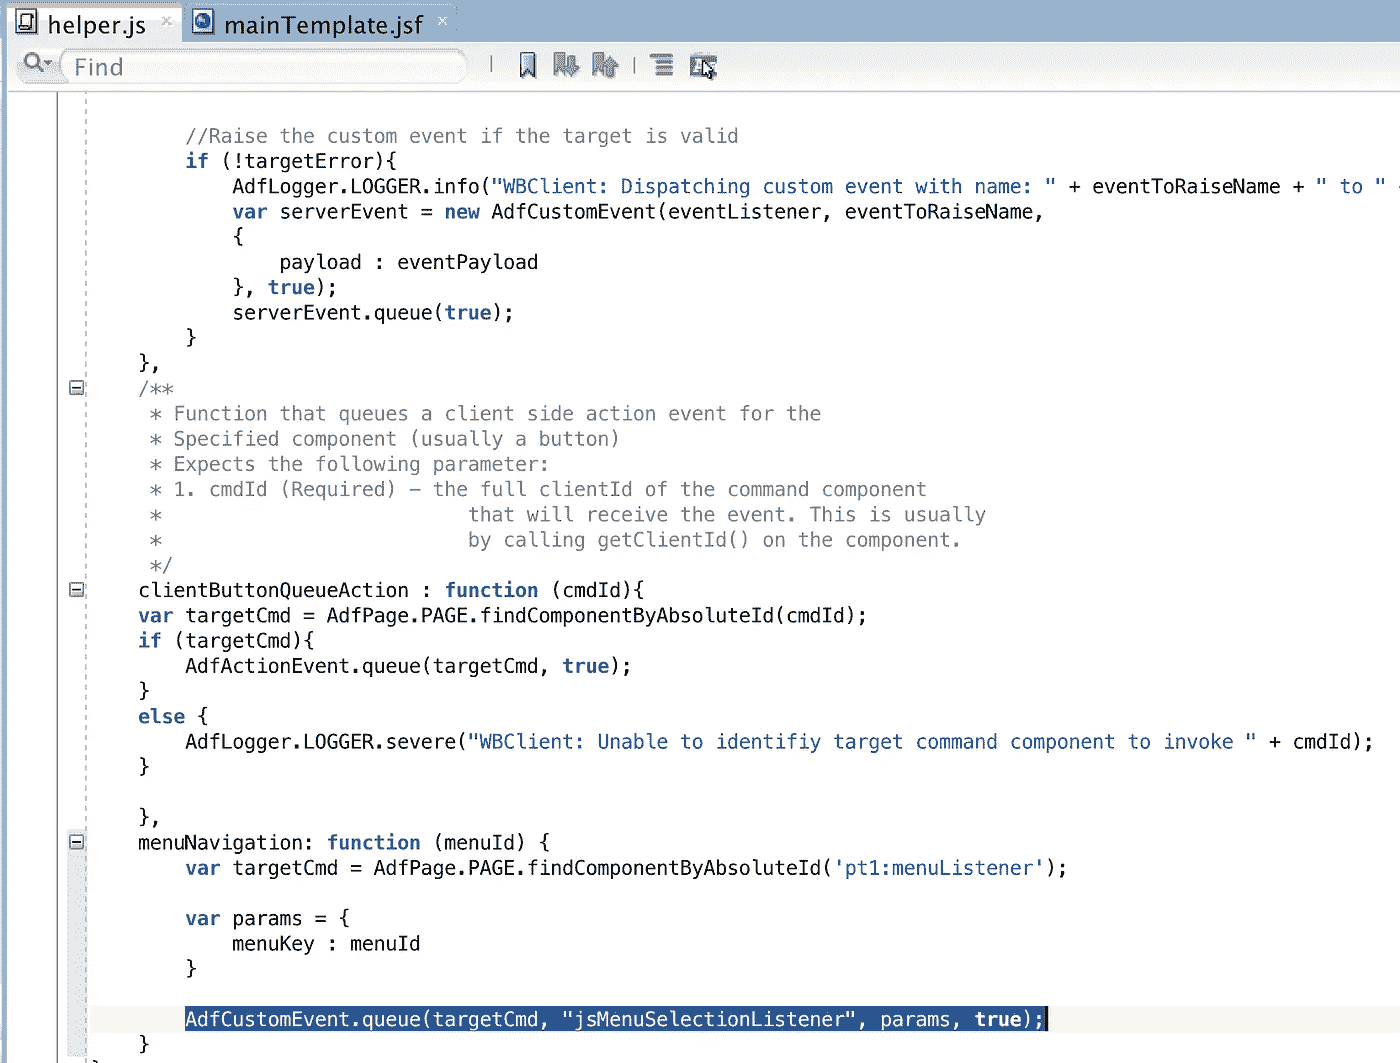 helper.js mainTemplate.jsf
Find
//Raise the custom event if the target is valid
if (!targetError){
AdfLogger.LOGGER.info("WBClient: Dispatching custom event with name: " + eventToRaiseName + " to "
var serverEvent = new AdfCustomEvent(eventListener, eventToRaiseName,
{
payload : eventPayload
}, true);
serverEvent.queue(true);
}
},
/**
* Function that queues a client side action event for the
* Specified component (usually a button)
* Expects the following parameter:
* 1. cmdId (Required) – the full clientId of the command component
* that will receive the event. This is usually
* by calling getClientId() on the component.
*/
clientButtonQueueAction : function (cmdId){
var targetCmd = AdfPage.PAGE.findComponentByAbsoluteId(cmdId);
if (targetCmd){
AdfActionEvent.queue(targetCmd, true);
}
else {
AdfLogger.LOGGER.severe("WBClient: Unable to identifiy target command component to invoke " + cmdId);
}
},
menuNavigation: function (menuId) {
var targetCmd = AdfPage.PAGE.findComponentByAbsoluteId('pt1:menuListener');
var params = {
menuKey : menuId
}
AdfCustomEvent.queue(targetCmd, "jsMenuSelectionListener", params, true);
}